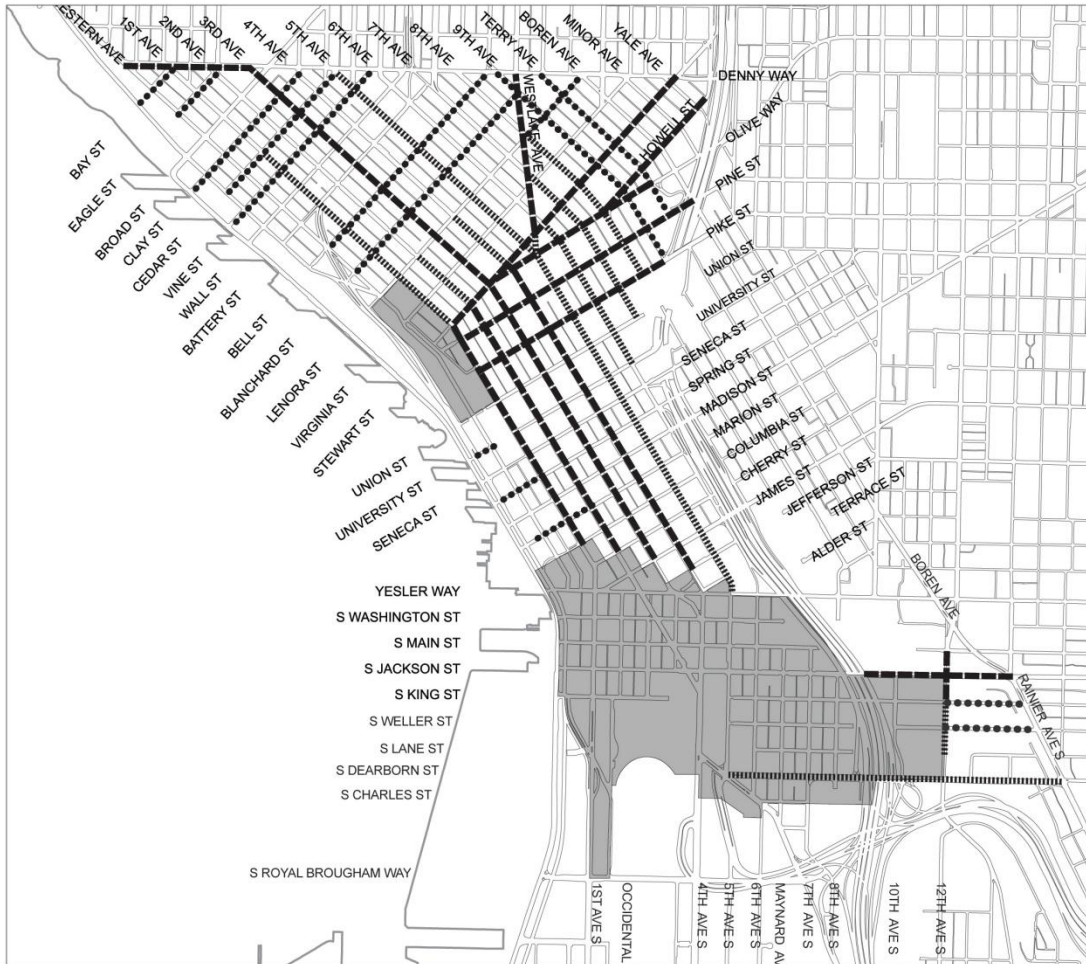 WESTERN AVE
1ST AVE
2ND AVE
3RD AVE
4TH AVE
5TH AVE
6TH AVE
7TH AVE
8TH AVE
9TH AVE
TERRY AVE
BOREN AVE
MINOR AVE
YALE AVE
DENNY WAY
WESTLAKE AVE
HOWELL ST
OLIVE WAY
PINE ST
PIKE ST
UNION ST
UNIVERSITY ST
SENECA ST
SPRING ST
MADISON ST
MARION ST
COLUMBIA ST
CHERRY ST
JAMES ST
JEFFERSON ST
TERRACE ST
ALDER ST
BOREN AVE
RAINIER AVE S
BAY ST
EAGLE ST
BROAD ST
CLAY ST
CEDAR ST
VINE ST
WALL ST
BATTERY ST
BELL ST
BLANCHARD ST
LENORA ST
VIRGINIA ST
STEWART ST
UNION ST
UNIVERSITY ST
SENECA ST
YESLER WAY
S WASHINGTON ST
S MAIN ST
S JACKSON ST
S KING ST
S WELLER ST
S LANE ST
S DEARBORN ST
S CHARLES ST
S ROYAL BROUGHAM WAY
1ST AVE S
OCCIDENTAL
4TH AVE S
5TH AVE S
6TH AVE S
MAYNARD AV
7TH AVE S
8TH AVE S
10TH AVE S
12TH AVE S